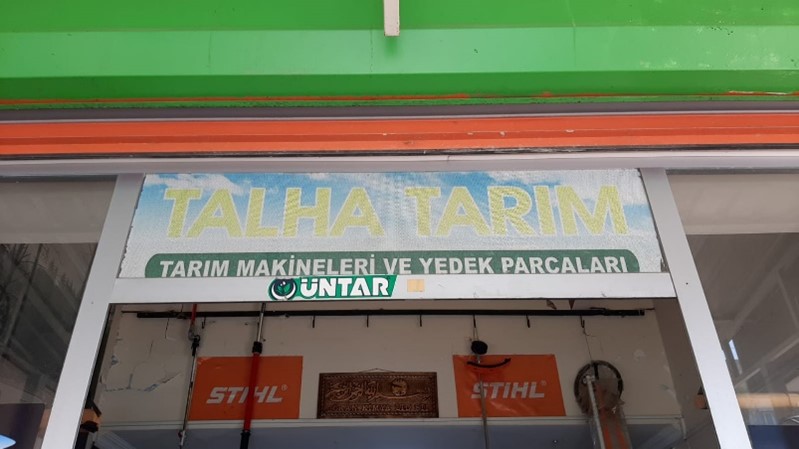 TALHA TARIM
TARIM MAKİNELERİ VE YEDEK PARÇALARI
ÜNTAR
STIHL®
STIHL®